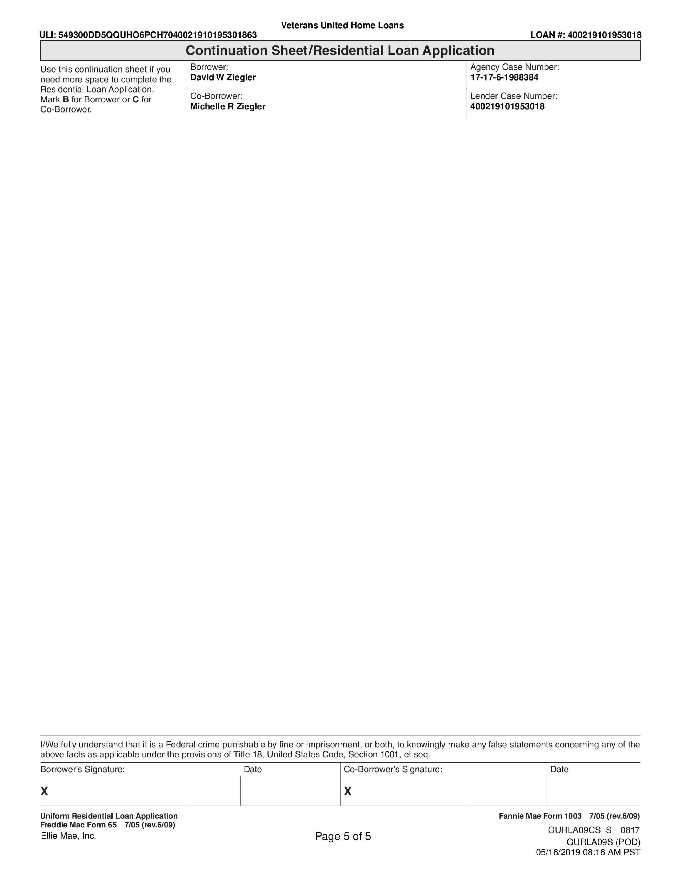 Veterans United Home Loans
ULI: 549300DD5QQUHO6PCH7040021910195301863
LOAN #: 400219101953018
Continuation Sheet/Residential Loan Application
Use this continuation sheet if you
need more space to complete the
Residential Loan Application.
Mark B for Borrower or C for
Co-Borrower.
Borrower:
David W Ziegler
Co-Borrower:
Michelle R Ziegler
Agency Case Number:
17-17-6-1988384
Lender Case Number:
400219101953018
I/We fully understand that it is a Federal crime punishable by fine or imprisonment, or both, to knowingly make any false statements concerning any of the
above facts as applicable under the provisions of Title 18, United States Code, Section 1001, et seq.
Borrower's Signature:
Date
Co-Borrower's Signature:
Date
X
X
Uniform Residential Loan Application
Freddie Mac Form 65 7/05 (rev.6/09)
Ellie Mae, Inc.
Page 5 of 5
Fannie Mae Form 1003 7/05 (rev.6/09)
GURLA09CS_S 0817
GURLA09S (POD)
05/16/2019 08:16 AM PST